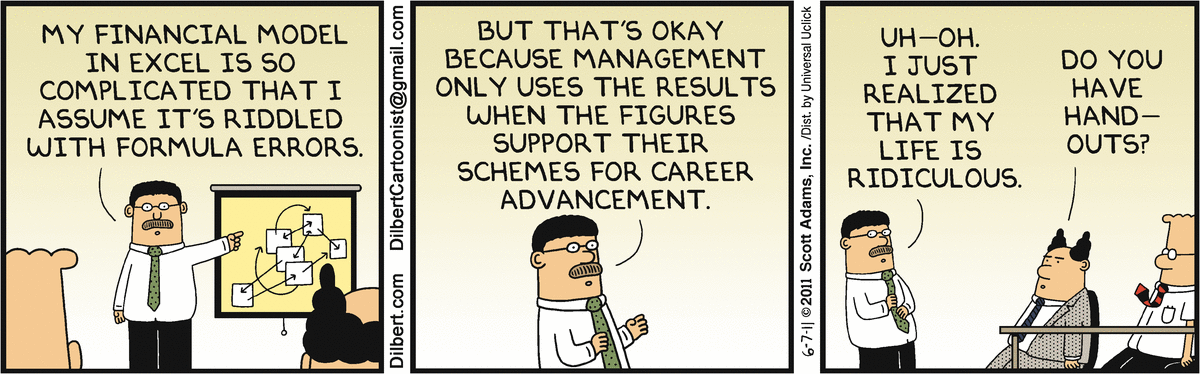 MY FINANCIAL MODEL
IN EXCEL IS SO
COMPLICATED THAT I
ASSUME IT'S RIDDLED
WITH FORMULA ERRORS.
Dilbert.com DilbertCartoonist@gmail.com
BUT THAT'S OKAY
BECAUSE MANAGEMENT
ONLY USES THE RESULTS
WHEN THE FIGURES
SUPPORT THEIR
SCHEMES FOR CAREER
ADVANCEMENT.
6-7-11 ©2011 Scott Adams, Inc. /Dist. by Universal Uclick
UH—OH.
I JUST
REALIZED
THAT MY
LIFE IS
RIDICULOUS.
DO YOU
HAVE
HAND—
OUTS?